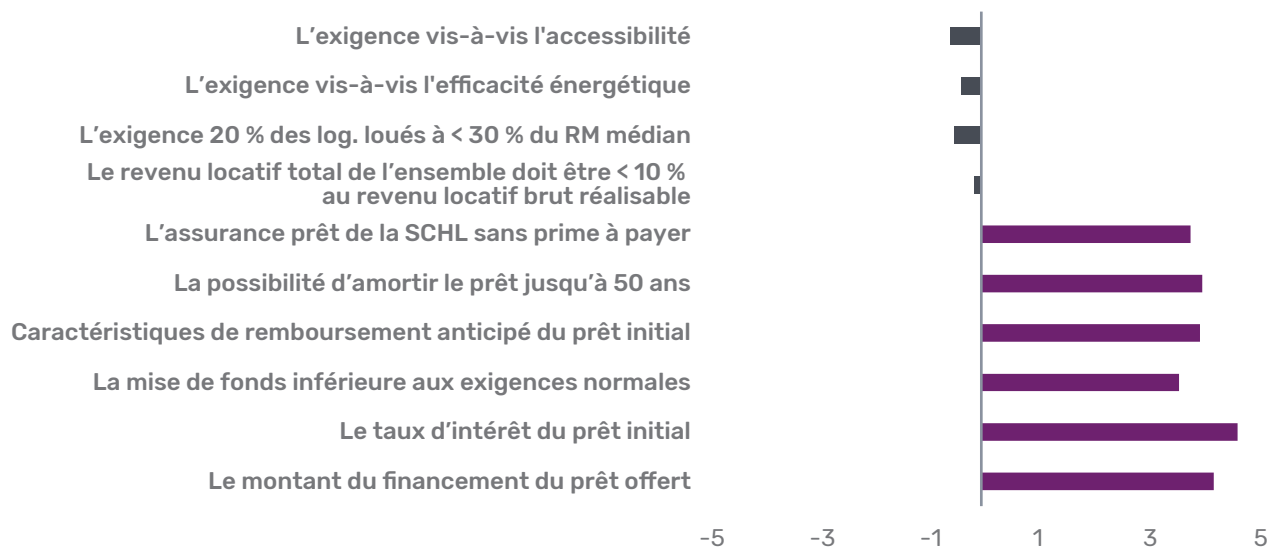 L’exigence vis-à-vis l'accessibilité
L’exigence vis-à-vis l'efficacité énergétique
L’exigence 20 % des log. loués à < 30 % du RM médian
Le revenu locatif total de l’ensemble doit être < 10 %
au revenu locatif brut réalisable
L’assurance prêt de la SCHL sans prime à payer
La possibilité d’amortir le prêt jusqu’à 50 ans
Caractéristiques de remboursement anticipé du prêt initial
La mise de fonds inférieure aux exigences normales
Le taux d’intérêt du prêt initial
Le montant du financement du prêt offert
-5 -3 -1 1 3 5